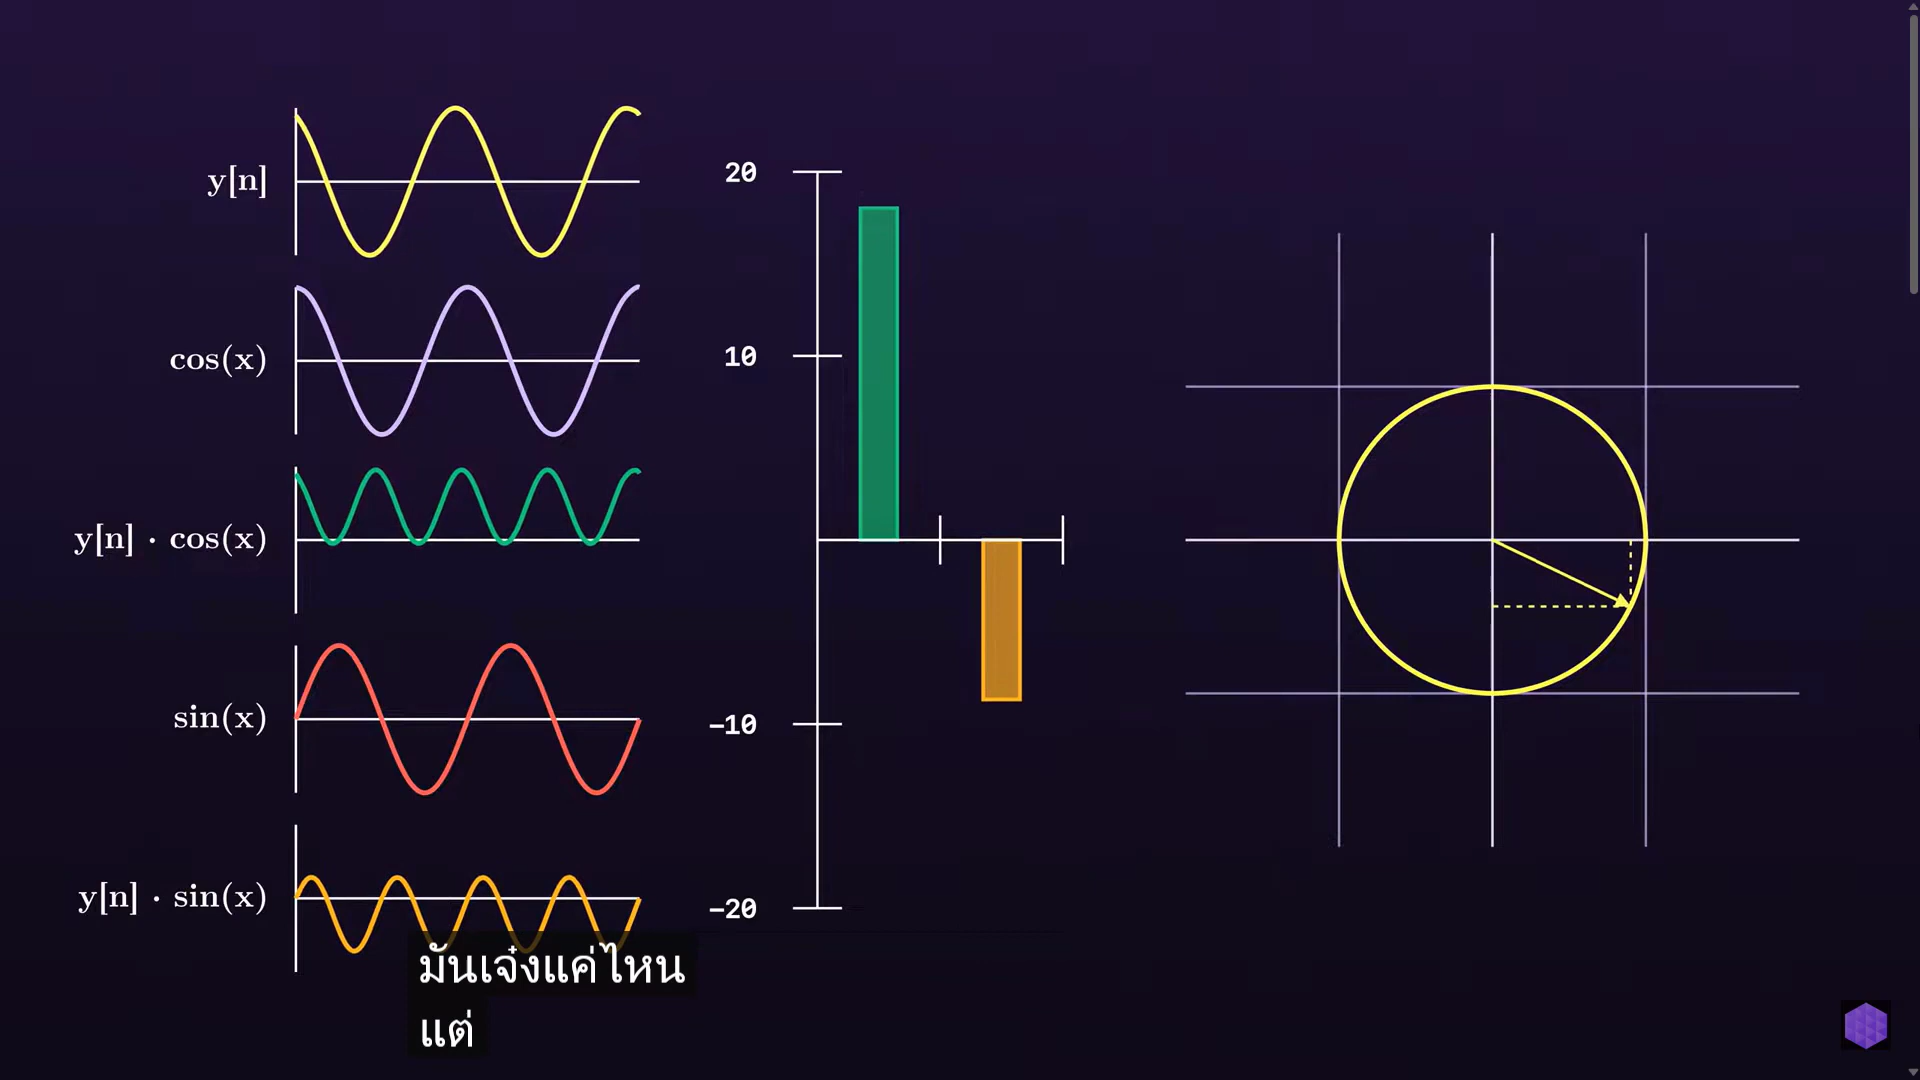 y[n]
cos(x)
y[n] · cos(x)
sin(x)
y[n] · sin(x)
20
10
−10
−20
มันเจ๋งแค่ไหน
แต่